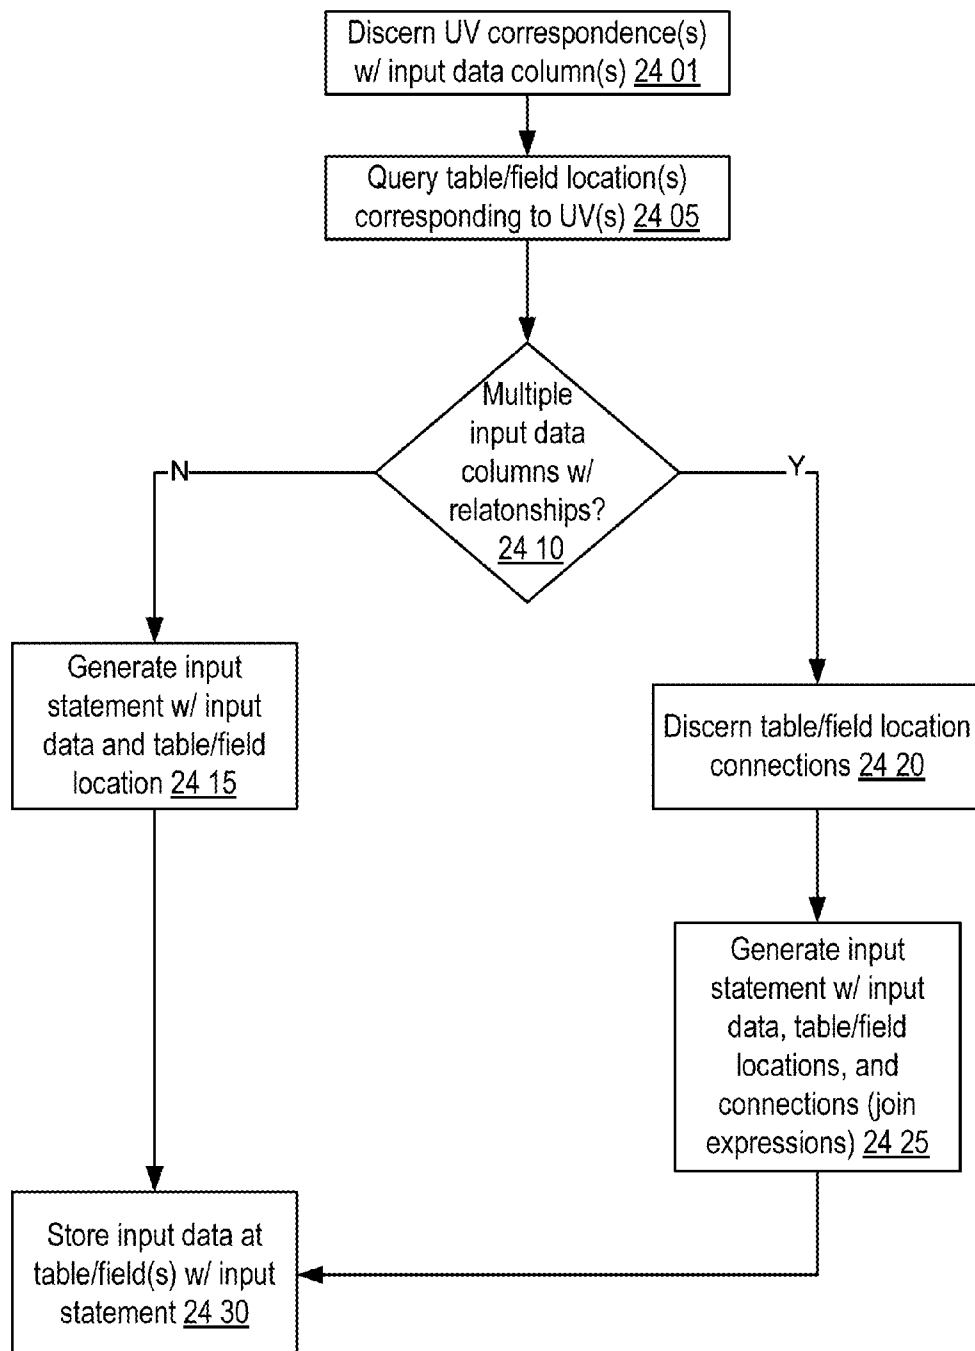 Discern UV correspondence(s)
w/ input data column(s) 24 01
Query table/field location(s)
corresponding to UV(s) 24 05
Multiple
input data
columns w/
relatonships?
24 10
N
Y
Generate input
statement w/ input
data and table/field
location 24 15
Discern table/field location
connections 24 20
Generate input
statement w/ input
data, table/field
locations, and
connections (join
expressions) 24 25
Store input data at
table/field(s) w/ input
statement 24 30